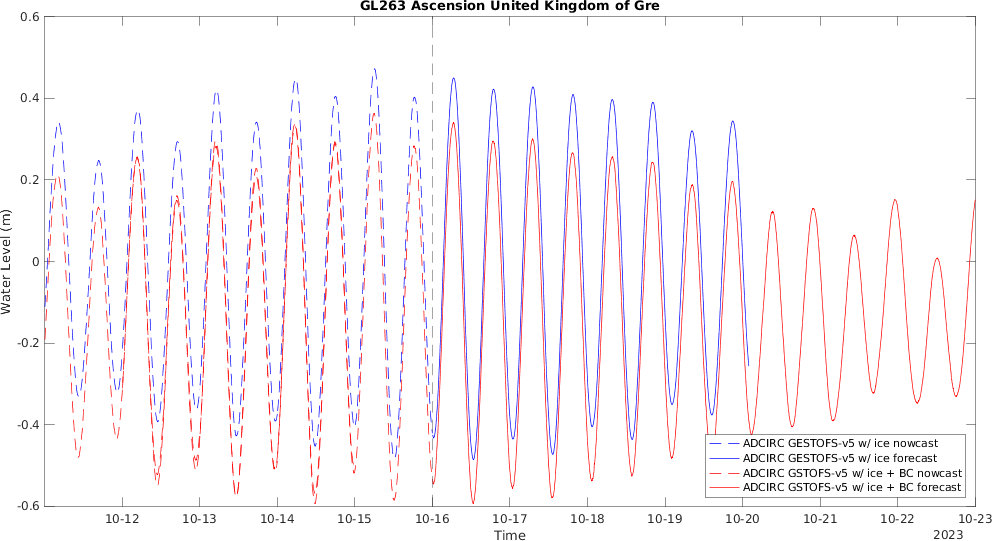 GL263 Ascension United Kingdom of Gre
0.6
0.4
0.2
0
-0.2
-0.4
-0.6
Water Level (m)
ADCIRC GESTOFS-v5 w/ ice nowcast
ADCIRC GESTOFS-v5 w/ ice forecast
ADCIRC GSTOFS-v5 w/ ice + BC nowcast
ADCIRC GSTOFS-v5 w/ ice + BC forecast
10-12 10-13 10-14 10-15 10-16 10-17 10-18 10-19 10-20 10-21 10-22 10-23
Time
2023